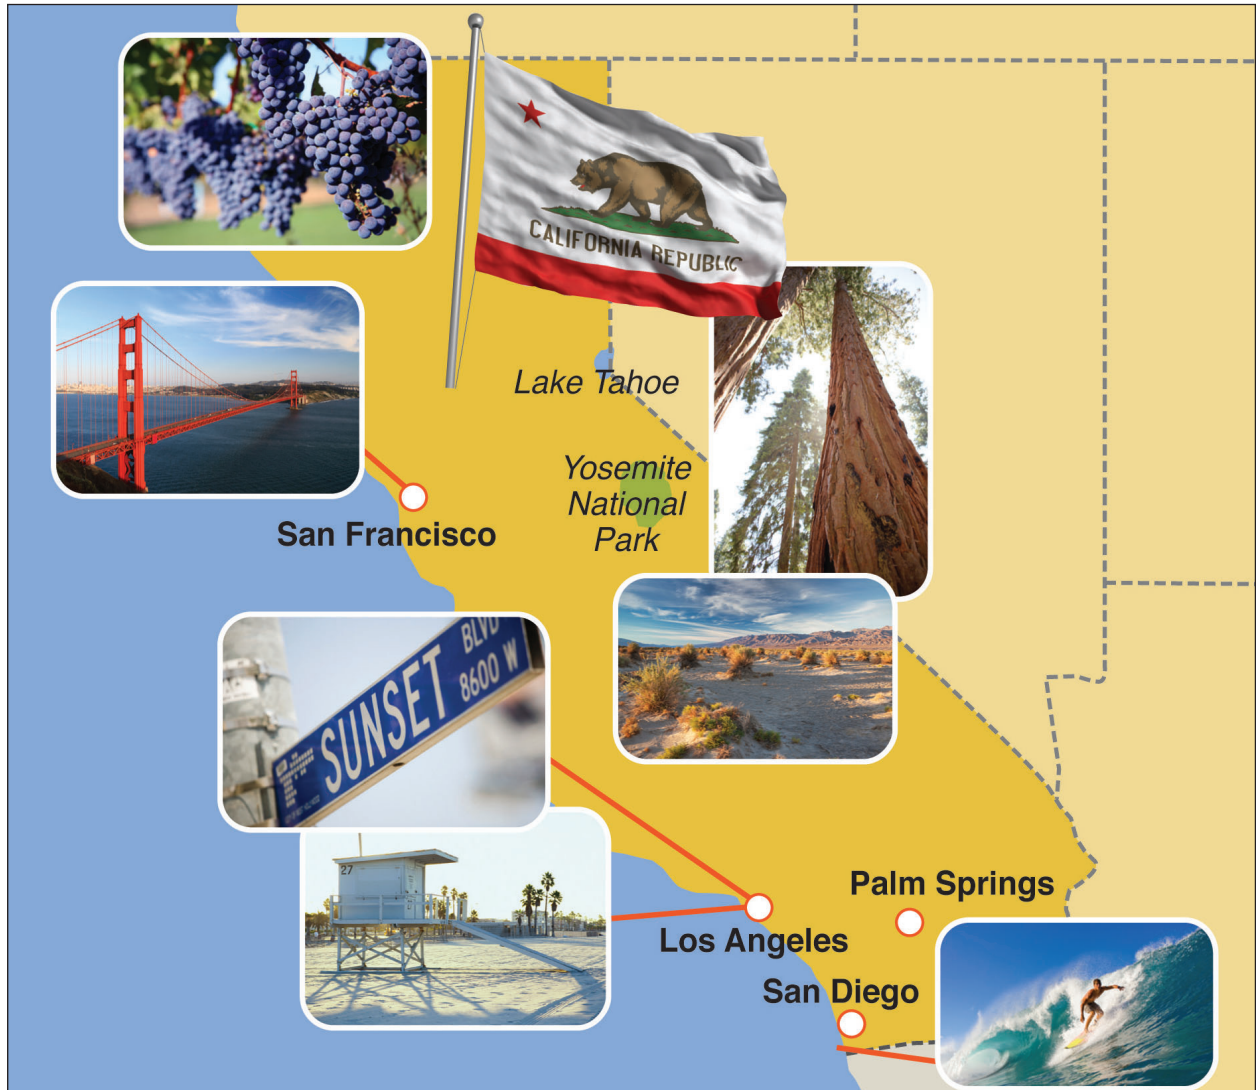 CALIFORNIA REPUBLIC
Lake Tahoe
Yosemite
National
Park
San Francisco
BLVD
SUNSET 8600 W
27
Palm Springs
Los Angeles
San Diego